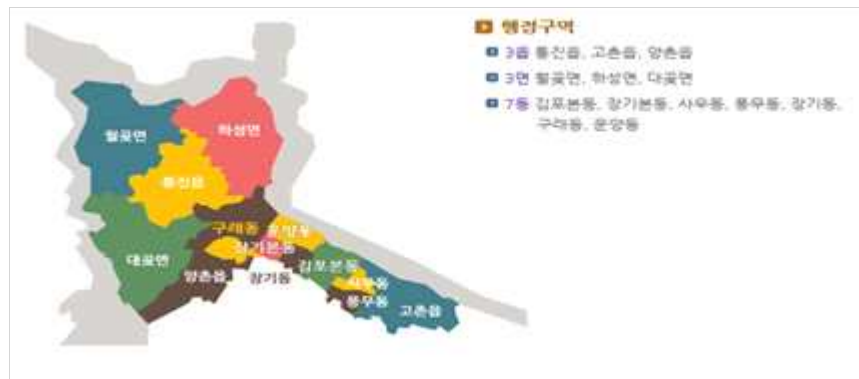 행정구역
3읍 통진읍, 고촌읍, 양촌읍
3면 월곶면, 하성면, 대곶면
7동 김포본동, 장기본동, 사우동, 풍무동, 장기동,
구래동, 운양동
월곶면
하성면
통진읍
구래동
운양동
장기본동
대곶면
양촌읍
장기동
김포본동
사우동
풍무동
고촌읍